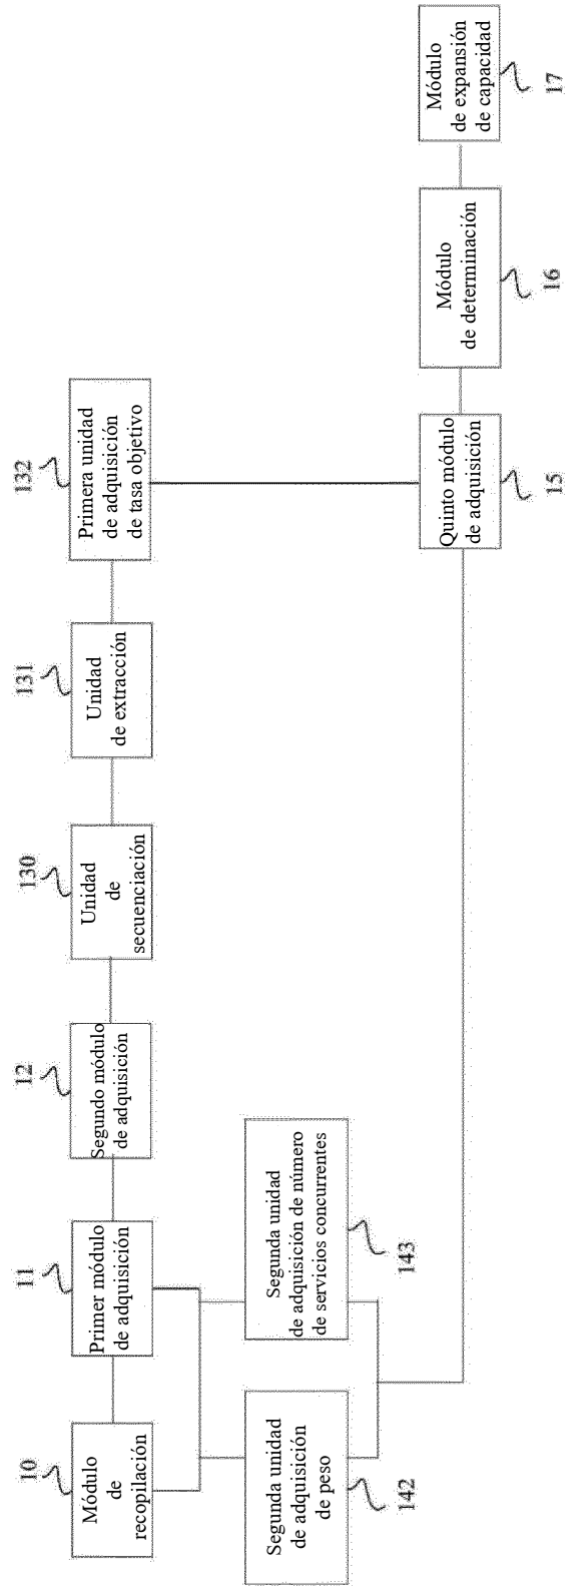 10
Módulo
de
recopilación
11
Primer módulo
de adquisición
12
Segundo módulo
de adquisición
130
Unidad
de
secuenciación
131
Unidad
de extracción
132
Primera unidad
de adquisición
de tasa objetivo
Segunda unidad
de adquisición
de peso
142
Segunda unidad
de adquisición de número
de servicios concurrentes
143
Quinto módulo
de adquisición
15
Módulo
de determinación
16
Módulo
de expansión
de capacidad
17